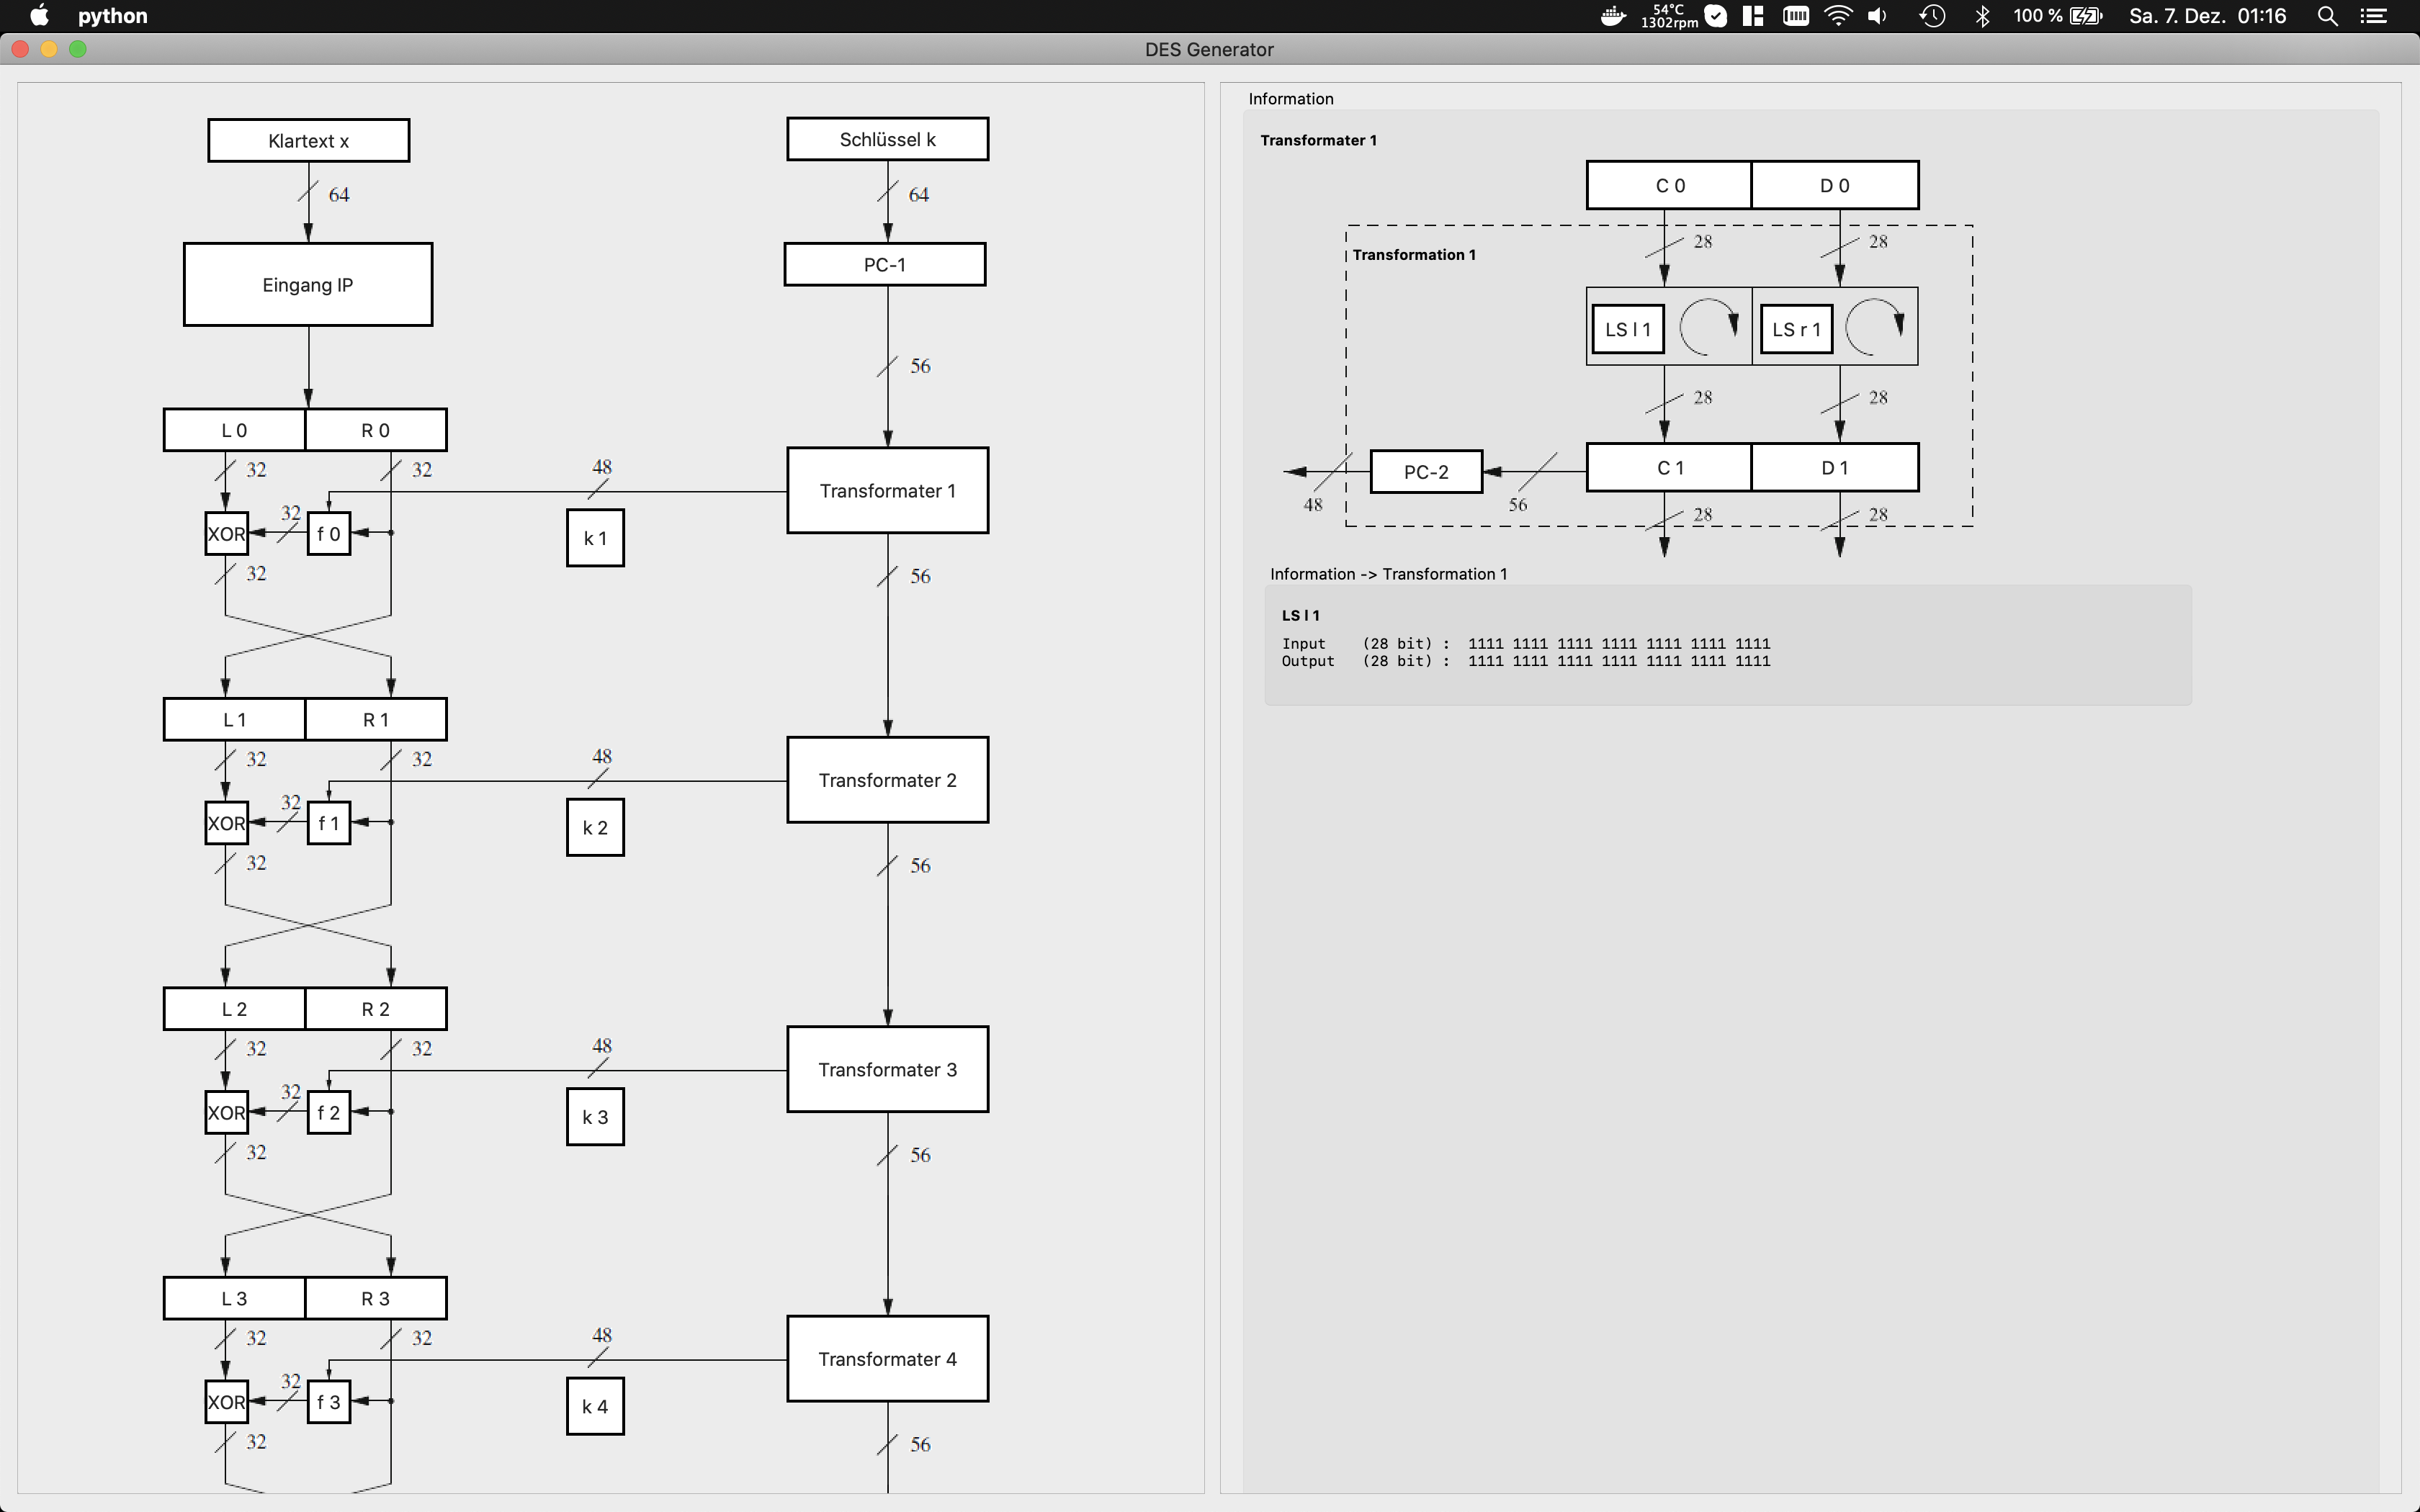 python
54°C
1302rpm
100 %
Sa. 7. Dez. 01:16
DES Generator
Klartext x
Schlüssel k
64
64
Eingang IP
PC-1
56
L 0
R 0
32
32
48
Transformater 1
XOR
32
f 0
k 1
32
56
L 1
R 1
32
32
48
Transformater 2
XOR
32
f 1
k 2
32
56
L 2
R 2
32
32
48
Transformater 3
XOR
32
f 2
k 3
32
56
L 3
R 3
32
32
48
Transformater 4
XOR
32
f 3
k 4
32
56
Information
Transformater 1
C 0
D 0
28
28
Transformation 1
LS l 1
LS r 1
28
28
PC-2
C 1
D 1
48
56
28
28
Information -> Transformation 1
LS l 1
Input (28 bit) : 1111 1111 1111 1111 1111 1111 1111
Output (28 bit) : 1111 1111 1111 1111 1111 1111 1111